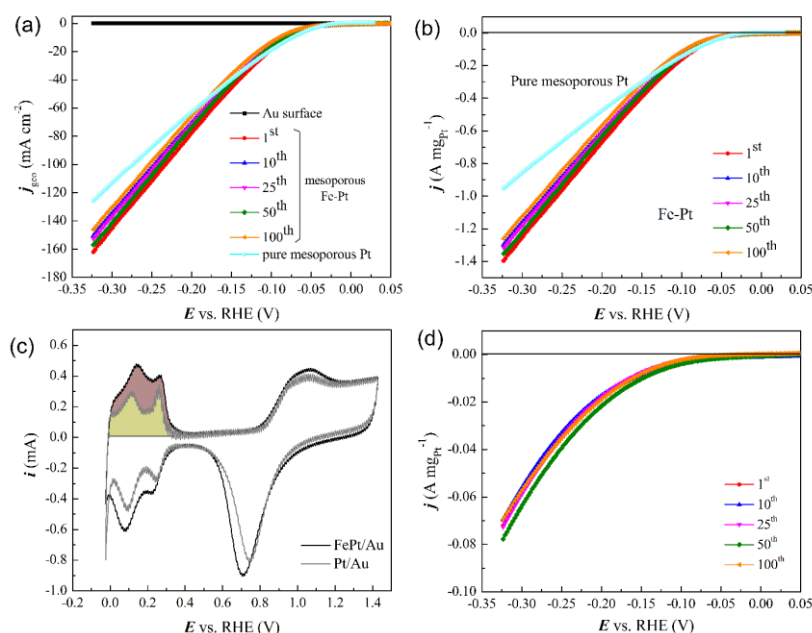 (a)
0
-20
-40
-60
-80
-100
-120
-140
-160
-180
j_geo (mA cm⁻²)
Au surface
1st
10th
25th
50th
100th
mesoporous
Fe-Pt
pure mesoporous Pt
-0.35 -0.30 -0.25 -0.20 -0.15 -0.10 -0.05 0.00 0.05
E vs. RHE (V)
(b)
0.0
-0.2
-0.4
-0.6
-0.8
-1.0
-1.2
-1.4
j (A mg_Pt⁻¹)
Pure mesoporous Pt
1st
10th
25th
50th
100th
Fe-Pt
-0.35 -0.30 -0.25 -0.20 -0.15 -0.10 -0.05 0.00 0.05
E vs. RHE (V)
(c)
0.8
0.6
0.4
0.2
0.0
-0.2
-0.4
-0.6
-0.8
-1.0
i (mA)
FePt/Au
Pt/Au
-0.2 0.0 0.2 0.4 0.6 0.8 1.0 1.2 1.4
E vs. RHE (V)
(d)
0.00
-0.02
-0.04
-0.06
-0.08
-0.10
j (A mg_Pt⁻¹)
1st
10th
25th
50th
100th
-0.35 -0.30 -0.25 -0.20 -0.15 -0.10 -0.05 0.00 0.05
E vs. RHE (V)